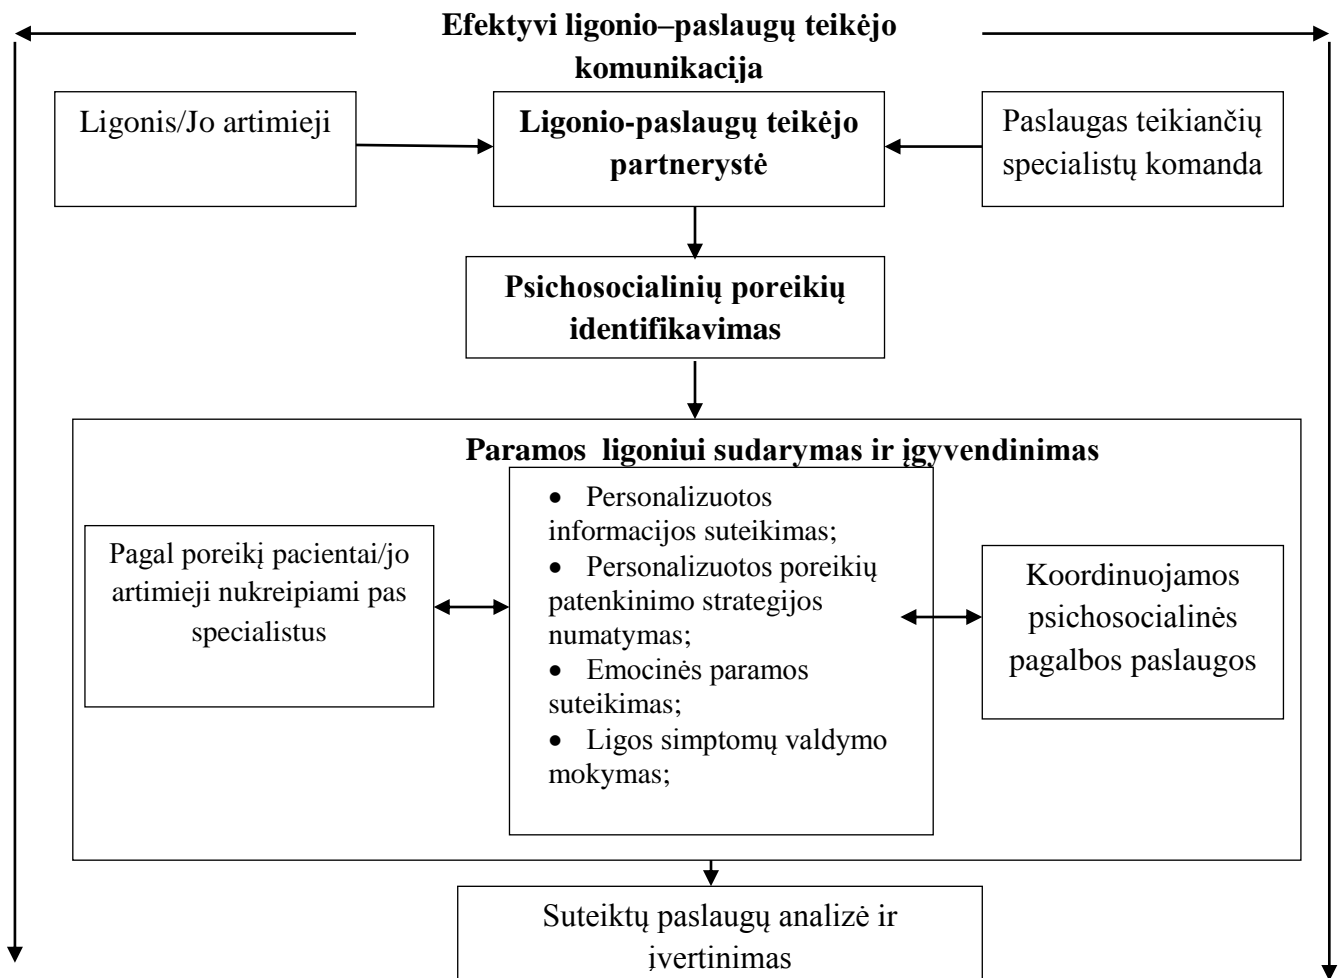 Efektyvi ligonio–paslaugų teikėjo
komunikacija
Ligonis/Jo artimieji
Ligonio-paslaugų teikėjo
partnerystė
Paslaugas teikiančių
specialistų komanda
Psichosocialinių poreikių
identifikavimas
Paramos ligoniui sudarymas ir įgyvendinimas
Pagal poreikį pacientai/jo
artimieji nukreipiami pas
specialistus
• Personalizuotos
informacijos suteikimas;
• Personalizuotos poreikių
patenkinimo strategijos
numatymas;
• Emocinės paramos
suteikimas;
• Ligos simptomų valdymo
mokymas;
Koordinuojamos
psichosocialinės
pagalbos paslaugos
Suteiktų paslaugų analizė ir
įvertinimas